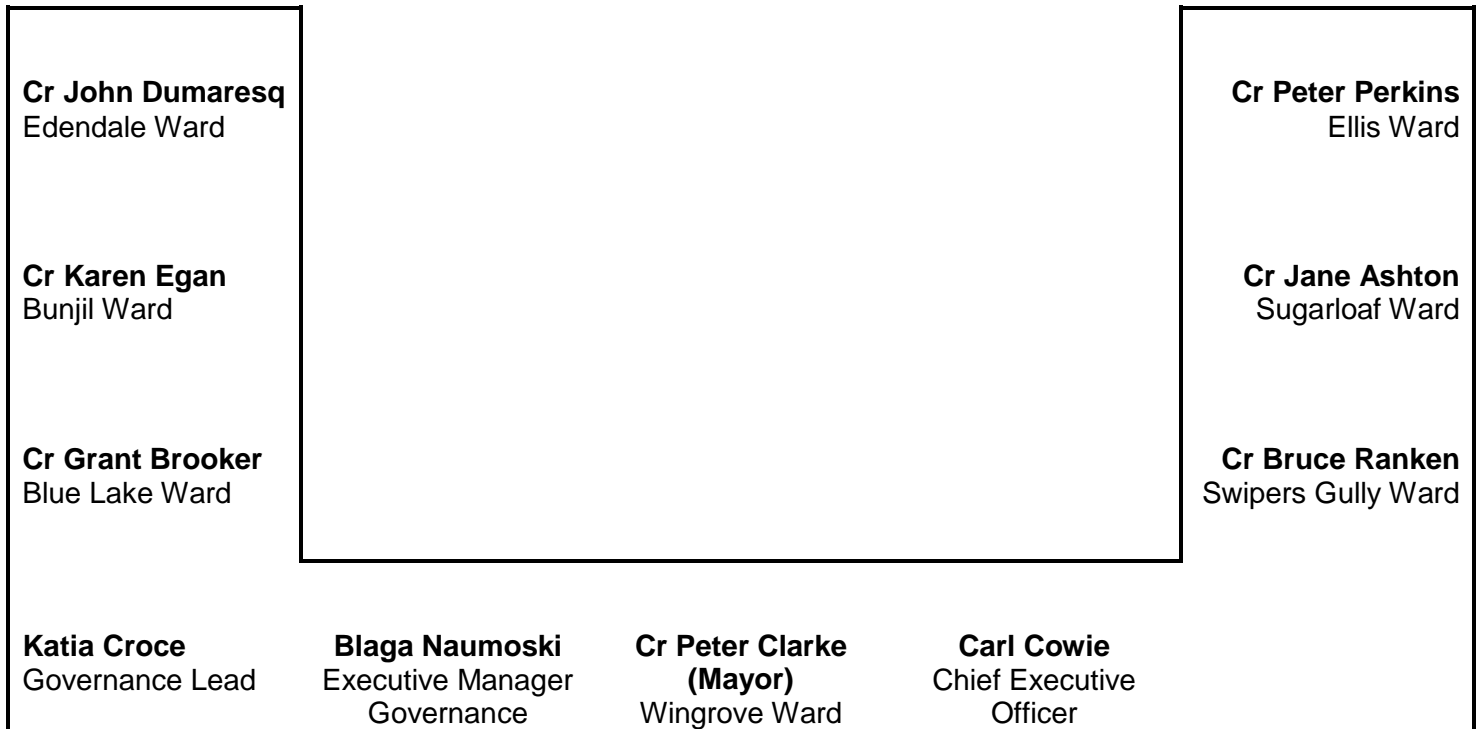 Cr John Dumaresq
Edendale Ward
Cr Peter Perkins
Ellis Ward
Cr Karen Egan
Bunjil Ward
Cr Jane Ashton
Sugarloaf Ward
Cr Grant Brooker
Blue Lake Ward
Cr Bruce Ranken
Swipers Gully Ward
Katia Croce
Governance Lead
Blaga Naumoski
Executive Manager
Governance
Cr Peter Clarke
(Mayor)
Wingrove Ward
Carl Cowie
Chief Executive
Officer